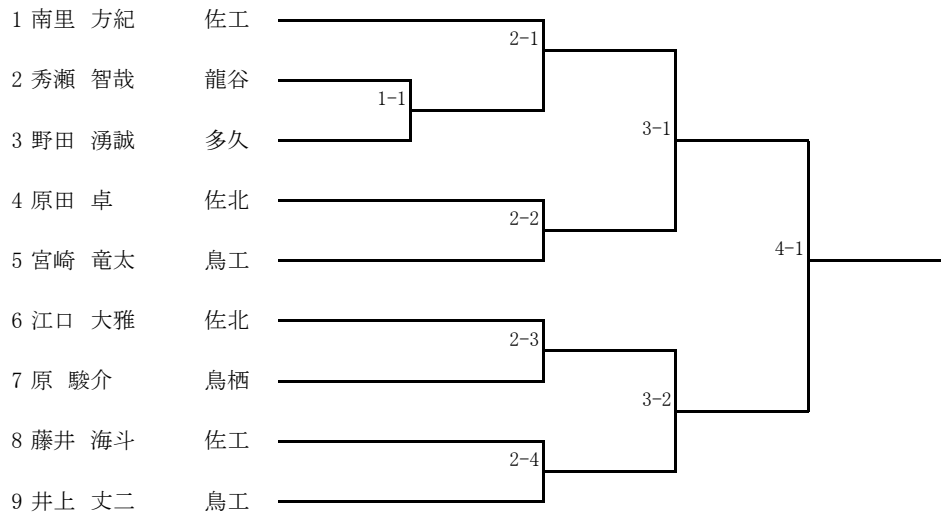 1 南里 方紀 佐工
2-1
2 秀瀬 智哉 龍谷
1-1
3 野田 湧誠 多久
3-1
4 原田 卓 佐北
2-2
5 宮崎 竜太 鳥工
4-1
6 江口 大雅 佐北
2-3
7 原 駿介 鳥栖
3-2
8 藤井 海斗 佐工
2-4
9 井上 丈二 鳥工